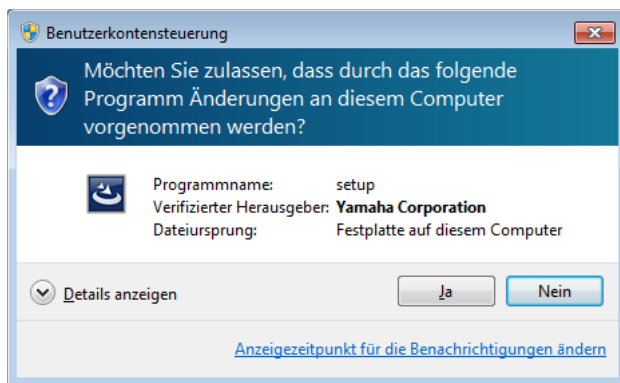 Benutzerkontensteuerung
Möchten Sie zulassen, dass durch das folgende
Programm Änderungen an diesem Computer
vorgenommen werden?
Programmname: setup
Verifizierter Herausgeber: Yamaha Corporation
Dateiursprung: Festplatte auf diesem Computer
Details anzeigen Ja Nein
Anzeigezeitpunkt für die Benachrichtigungen ändern